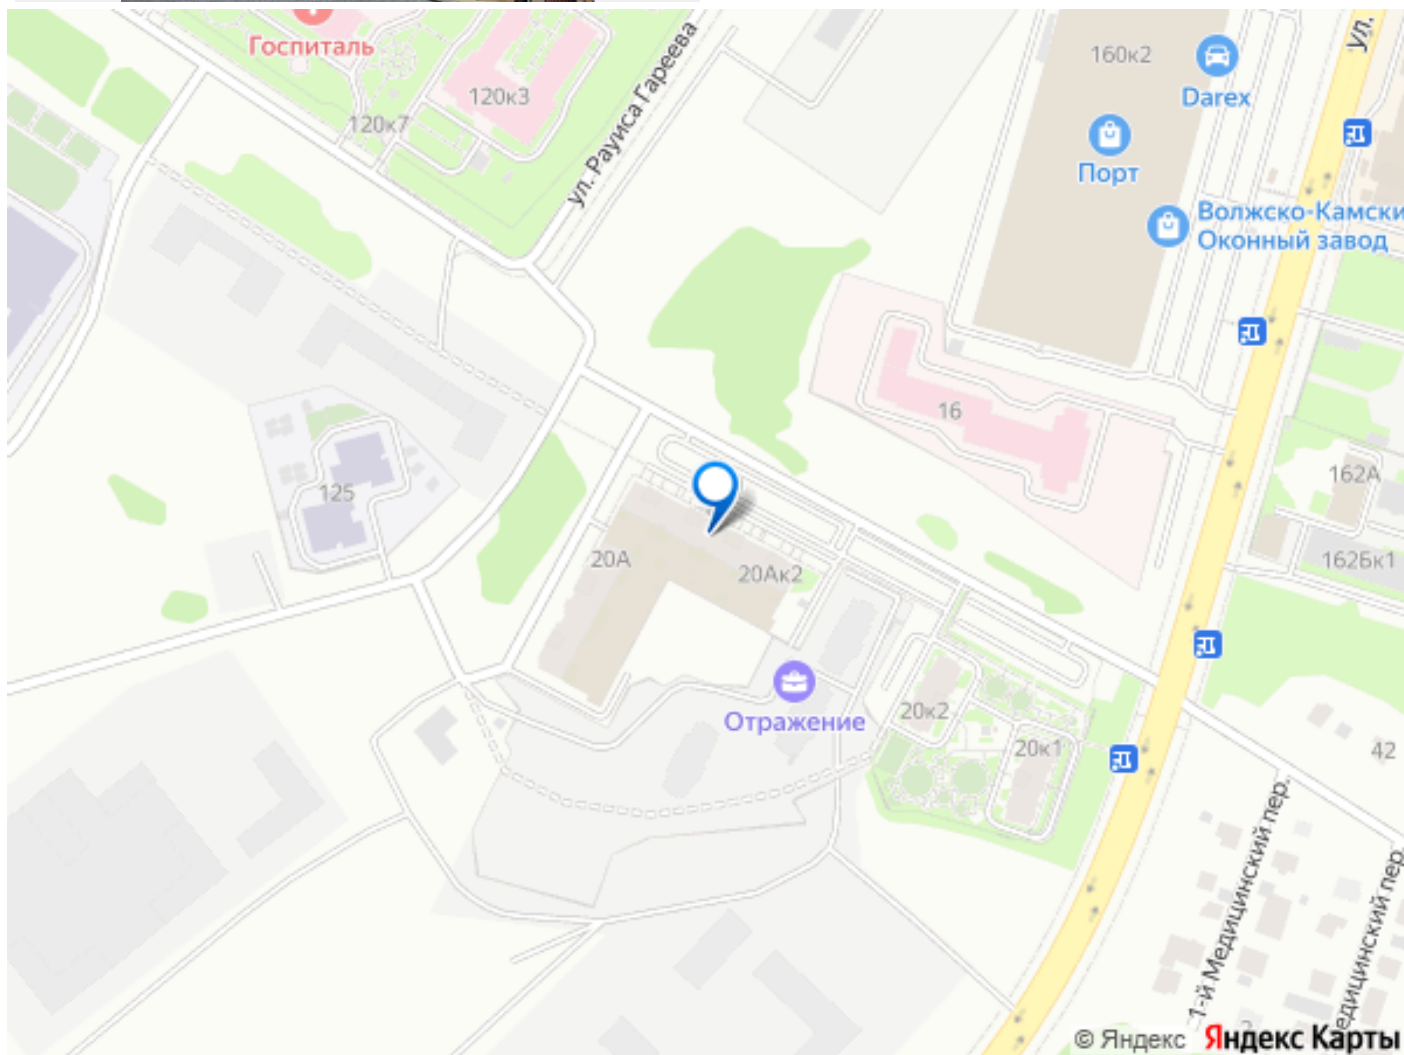 Госпиталь
120к3
120к7
ул. Рауиса Гареева
160к2
Darex
Порт
Волжско-Камски
Оконный завод
ул.
16
162А
162Бк1
125
20А
20Ак2
Отражение
20к2
20к1
42
1-й Медицинский пер.
едицинский пер.
2
© Яндекс Яндекс Карты